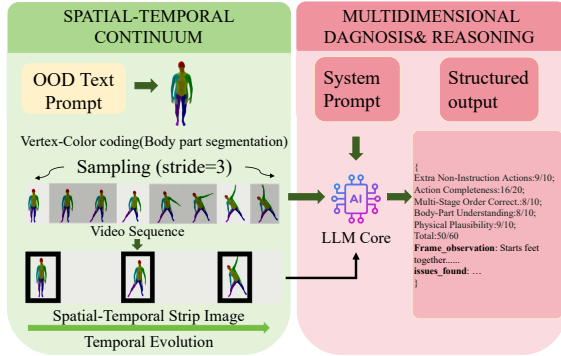 SPATIAL-TEMPORAL
CONTINUUM
OOD Text
Prompt
Vertex-Color coding(Body part segmentation)
Sampling (stride=3)
Video Sequence
Spatial-Temporal Strip Image
Temporal Evolution
MULTIDIMENSIONAL
DAGNOSIS& REASONING
System
Prompt
Structured
output
AI
LLM Core
{
Extra Non-Instruction Actions:9/10;
Action Completeness:16/20;
Multi-Stage Order Correct.:8/10;
Body-Part Understanding:8/10;
Physical Plausibility:9/10;
Total:50/60
Frame_observation: Starts feet
together......
issues_found: …
}